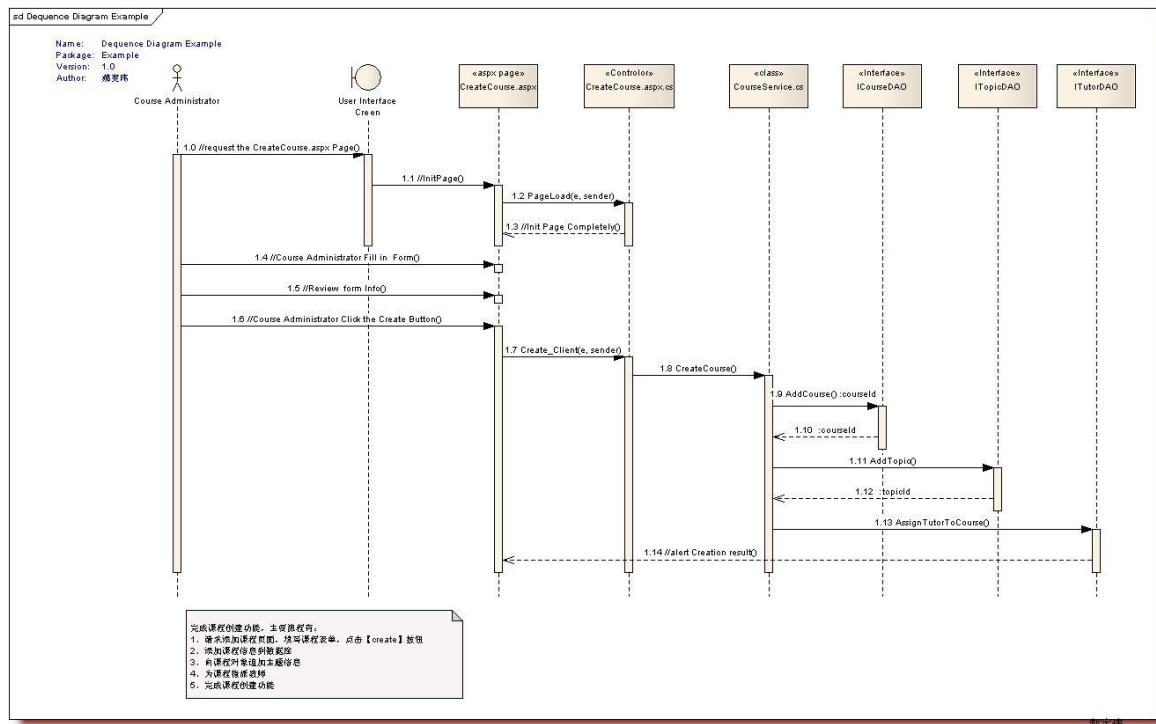 sd Dequence Diagram Example
Name: Dequence Diagram Example
Package: Example
Version: 1.0
Author:
Course Administrator
User Interface
Creen
«aspx page»
CreateCourse.aspx
«Controlor»
CreateCourse.aspx.cs
«class»
CourseService.cs
«Interface»
ICourseDAO
«Interface»
ITopicDAO
«Interface»
ITutorDAO
1.0 //request the CreateCourse.aspx Page()
1.1 //InitPage()
1.2 PageLoad(e, sender)
1.3 //Init Page Completely()
1.4 //Course Administrator Fill in Form()
1.5 //Review form Info()
1.6 //Course Administrator Click the Create Button()
1.7 Create_Client(e, sender)
1.8 CreateCourse()
1.9 AddCourse() :courseId
1.10 :courseId
1.11 AddTopic()
1.12 :topicId
1.13 AssignTutorToCourse()
1.14 //alert Creation result()
完成课程创建功能，主要流程有：
1、请求添加课程页面，填写课程表单，点击【create】按钮
2、添加课程信息到数据库
3、向课程对象追加主题信息
4、为课程指派教师
5、完成课程创建功能